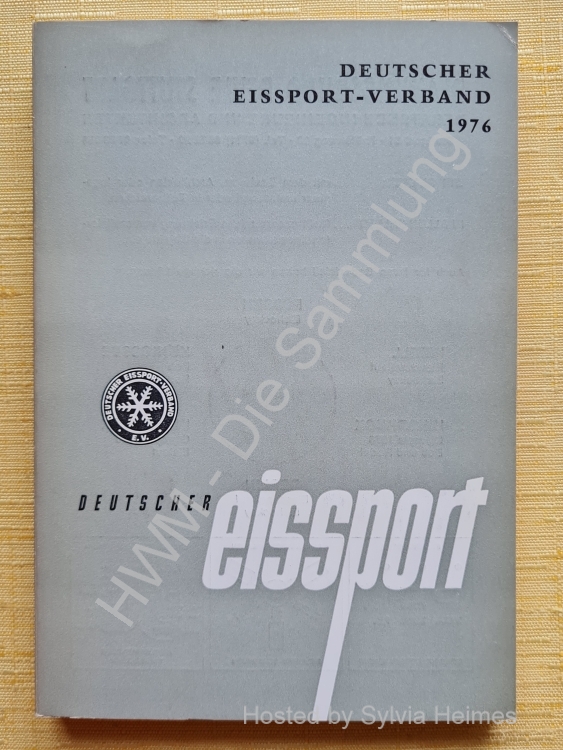 DEUTSCHER
EISSPORT-VERBAND
1976
DEUTSCHER EISSPORT-VERBAND
E.V.
DEUTSCHER eissport
HWM - Die Sammlung
Hosted by Sylvia Heimes